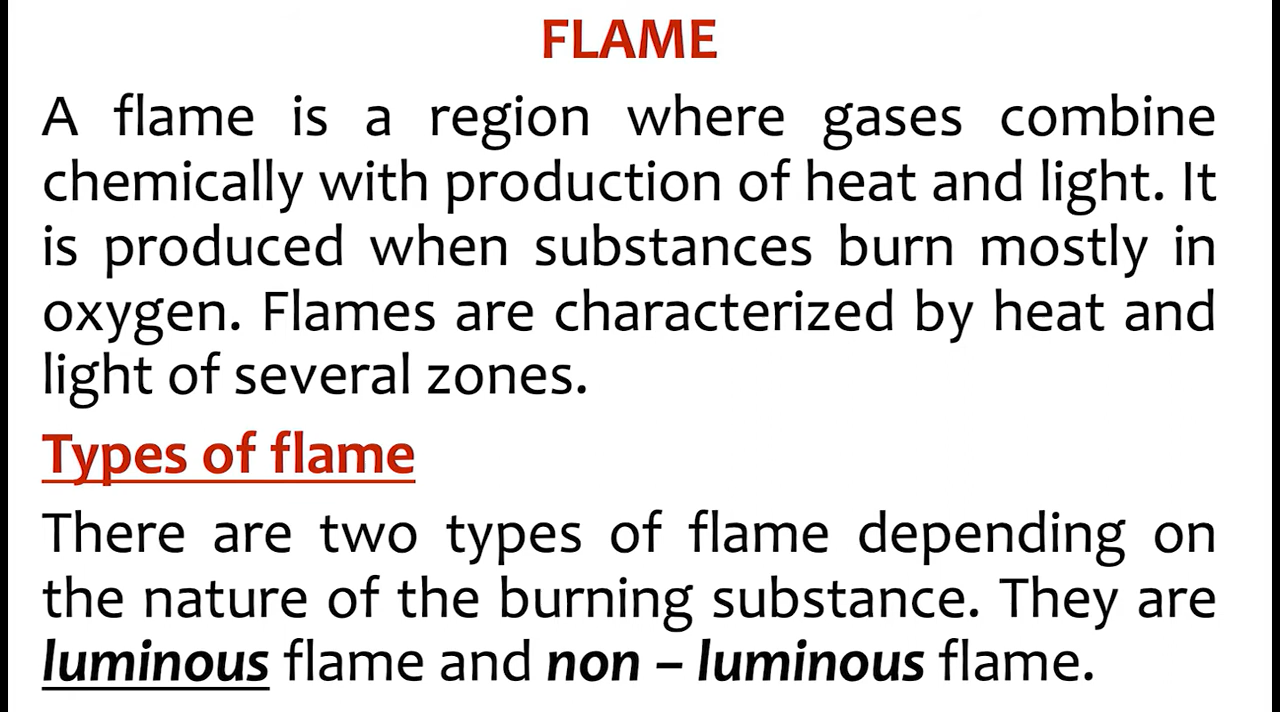 FLAME
A flame is a region where gases combine
chemically with production of heat and light. It
is produced when substances burn mostly in
oxygen. Flames are characterized by heat and
light of several zones.
Types of flame
There are two types of flame depending on
the nature of the burning substance. They are
luminous flame and non – luminous flame.